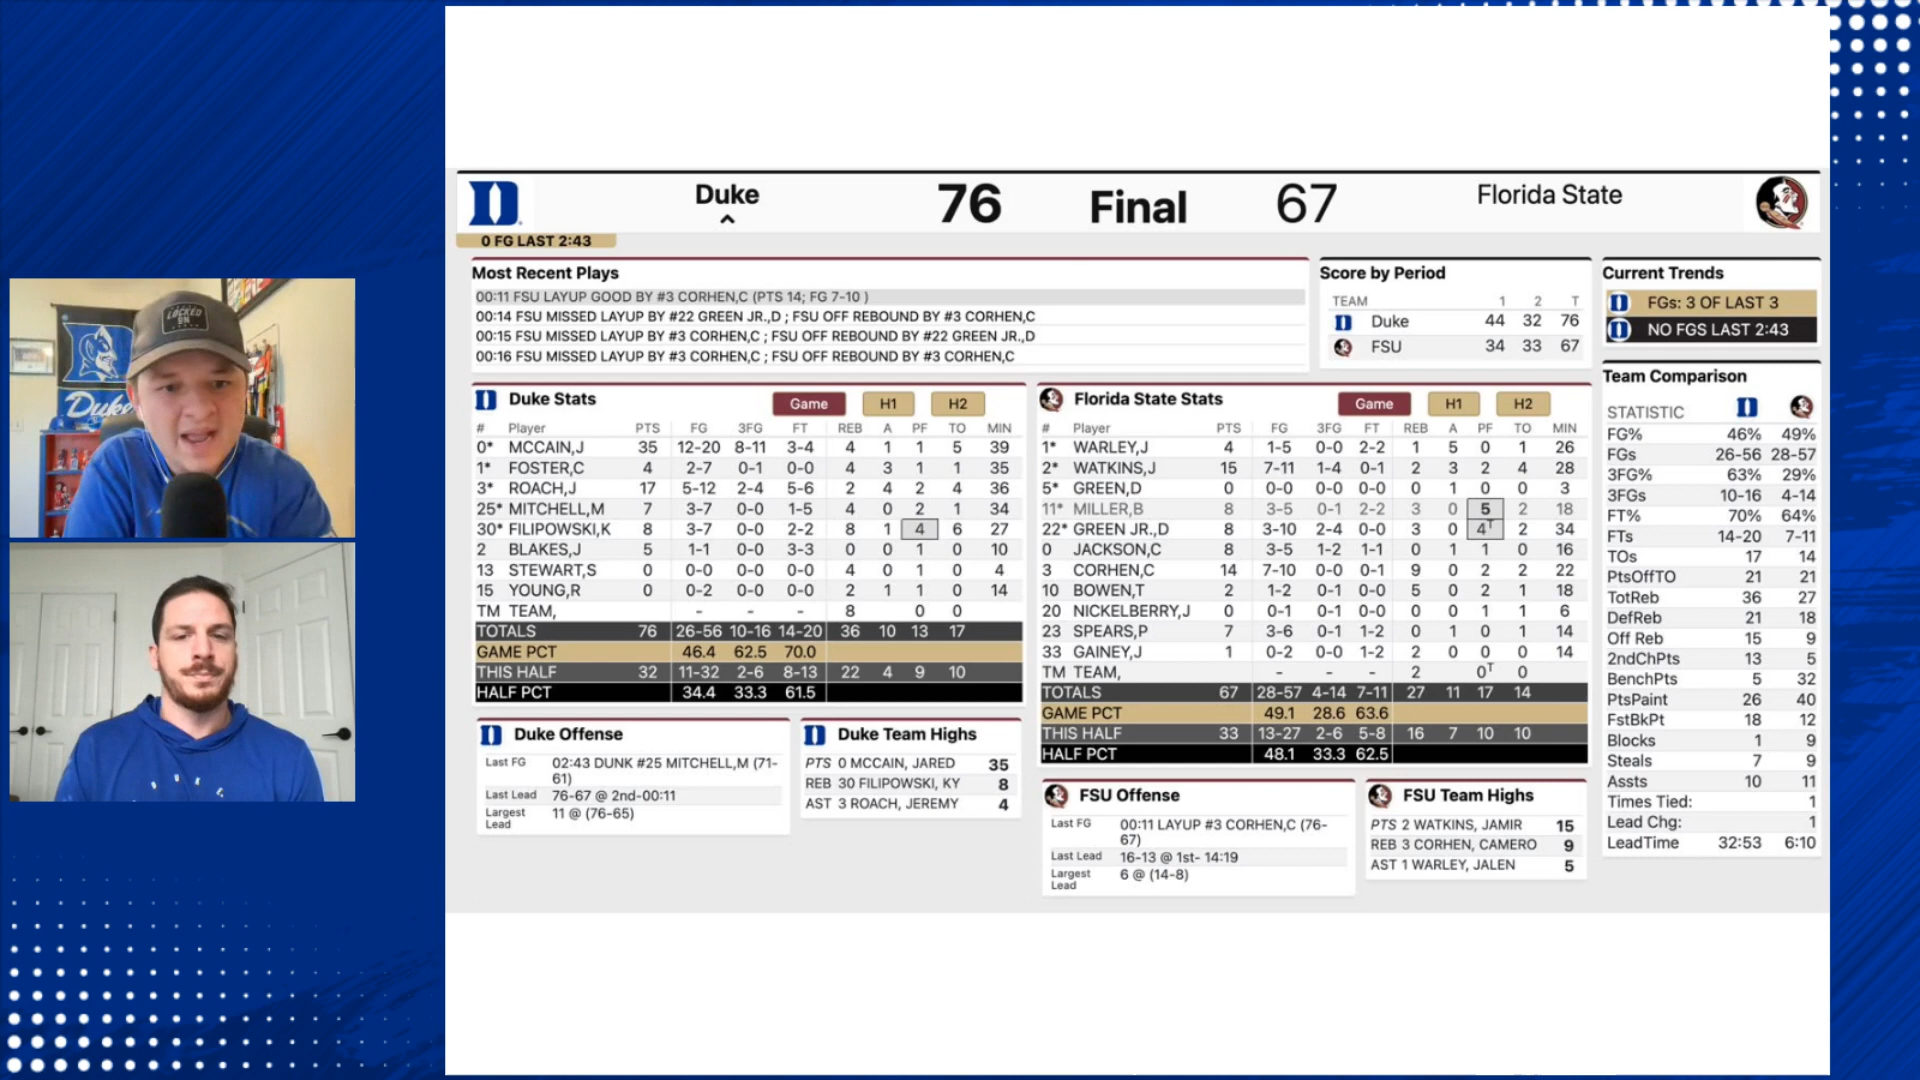 Duke
76
Final
67
Florida State
0 FG LAST 2:43
Most Recent Plays
00:11 FSU LAYUP GOOD BY #3 CORHEN,C (PTS 14; FG 7-10 )
00:14 FSU MISSED LAYUP BY #22 GREEN JR.,D ; FSU OFF REBOUND BY #3 CORHEN,C
00:15 FSU MISSED LAYUP BY #3 CORHEN,C ; FSU OFF REBOUND BY #22 GREEN JR.,D
00:16 FSU MISSED LAYUP BY #3 CORHEN,C ; FSU OFF REBOUND BY #3 CORHEN,C
Score by Period
TEAM 1 2 T
Duke 44 32 76
FSU 34 33 67
Current Trends
FGs: 3 OF LAST 3
NO FGS LAST 2:43
Duke Stats Game H1 H2
# Player PTS FG 3FG FT REB A PF TO MIN
0* MCCAIN,J 35 12-20 8-11 3-4 4 1 1 5 39
1* FOSTER,C 4 2-7 0-1 0-0 4 3 1 1 35
3* ROACH,J 17 5-12 2-4 5-6 2 4 2 4 36
25* MITCHELL,M 7 3-7 0-0 1-5 4 0 2 1 34
30* FILIPOWSKI,K 8 3-7 0-0 2-2 8 1 4 6 27
2 BLAKES,J 5 1-1 0-0 3-3 0 0 1 0 10
13 STEWART,S 0 0-0 0-0 0-0 4 0 1 0 4
15 YOUNG,R 0 0-2 0-0 0-0 2 1 1 0 14
TM TEAM, - - - 8 0 0
TOTALS 76 26-56 10-16 14-20 36 10 13 17
GAME PCT 46.4 62.5 70.0
THIS HALF 32 11-32 2-6 8-13 22 4 9 10
HALF PCT 34.4 33.3 61.5
Florida State Stats Game H1 H2
# Player PTS FG 3FG FT REB A PF TO MIN
1* WARLEY,J 4 1-5 0-0 2-2 1 5 0 1 26
2* WATKINS,J 15 7-11 1-4 0-1 2 3 2 4 28
5* GREEN,D 0 0-0 0-0 0-0 0 1 0 0 3
11* MILLER,B 8 3-5 0-1 2-2 3 0 5 2 18
22* GREEN JR.,D 8 3-10 2-4 0-0 3 0 4T 2 34
0 JACKSON,C 8 3-5 1-2 1-1 0 1 1 0 16
3 CORHEN,C 14 7-10 0-0 0-1 9 0 2 2 22
10 BOWEN,T 2 1-2 0-1 0-0 5 0 2 1 18
20 NICKELBERRY,J 0 0-1 0-1 0-0 0 0 1 1 6
23 SPEARS,P 7 3-6 0-1 1-2 0 1 0 1 14
33 GAINEY,J 1 0-2 0-0 1-2 2 0 0 0 14
TM TEAM, - - - 2 0T 0
TOTALS 67 28-57 4-14 7-11 27 11 17 14
GAME PCT 49.1 28.6 63.6
THIS HALF 33 13-27 2-6 5-8 16 7 10 10
HALF PCT 48.1 33.3 62.5
Team Comparison
STATISTIC
FG% 46% 49%
FGs 26-56 28-57
3FG% 63% 29%
3FGs 10-16 4-14
FT% 70% 64%
FTs 14-20 7-11
TOs 17 14
PtsOffTO 21 21
TotReb 36 27
DefReb 21 18
Off Reb 15 9
2ndChPts 13 5
BenchPts 5 32
PtsPaint 26 40
FstBkPt 18 12
Blocks 1 9
Steals 7 9
Assts 10 11
Times Tied: 1
Lead Chg: 1
LeadTime 32:53 6:10
Duke Offense
Last FG 02:43 DUNK #25 MITCHELL,M (71-
61)
Last Lead 76-67 @ 2nd-00:11
Largest Lead 11 @ (76-65)
Duke Team Highs
PTS 0 MCCAIN, JARED 35
REB 30 FILIPOWSKI, KY 8
AST 3 ROACH, JEREMY 4
FSU Offense
Last FG 00:11 LAYUP #3 CORHEN,C (76-
67)
Last Lead 16-13 @ 1st- 14:19
Largest Lead 6 @ (14-8)
FSU Team Highs
PTS 2 WATKINS, JAMIR 15
REB 3 CORHEN, CAMERO 9
AST 1 WARLEY, JALEN 5
LOCKED
ON
Duke
D U K E